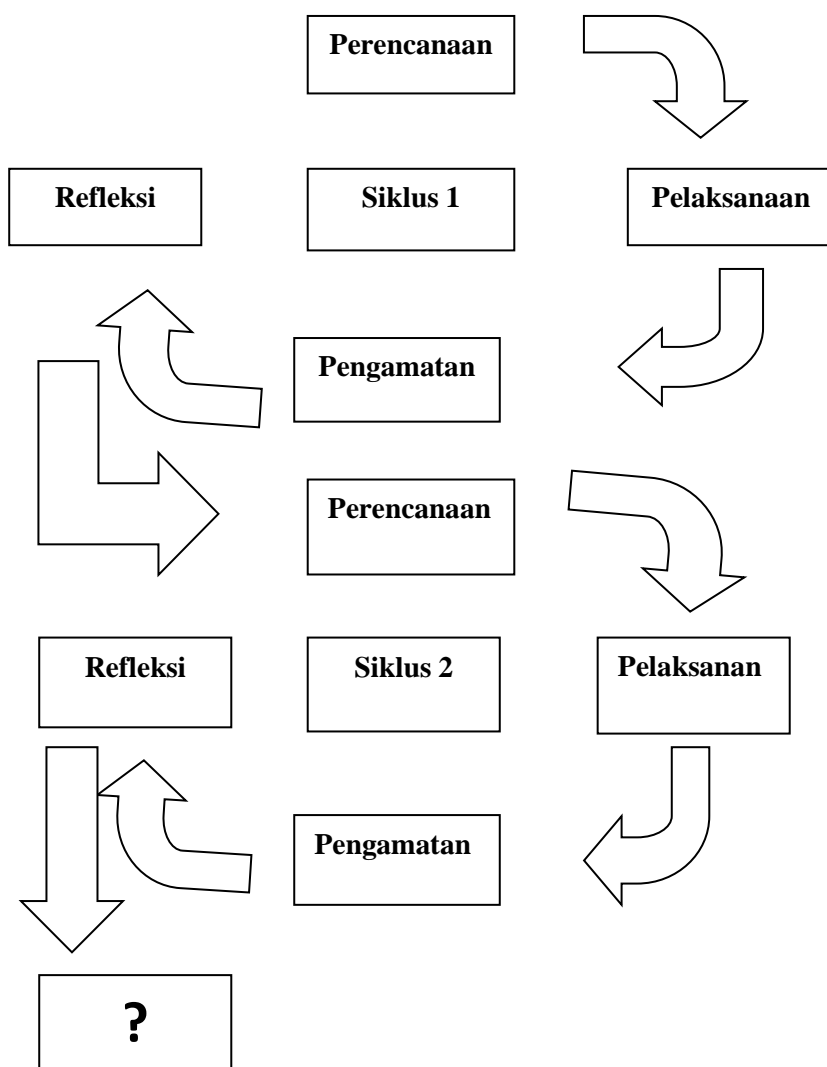 Perencanaan
Refleksi
Siklus 1
Pelaksanaan
Pengamatan
Perencanaan
Refleksi
Siklus 2
Pelaksanan
Pengamatan
?